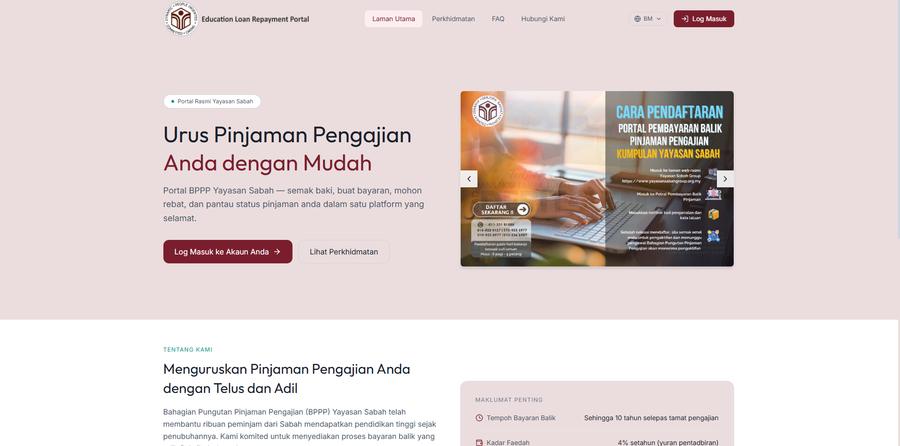 Education Loan Repayment Portal
Laman Utama
Perkhidmatan
FAQ
Hubungi Kami
BM
Log Masuk
Portal Rasmi Yayasan Sabah
Urus Pinjaman Pengajian
Anda dengan Mudah
Portal BPPP Yayasan Sabah — semak baki, buat bayaran, mohon
rebat, dan pantau status pinjaman anda dalam satu platform yang
selamat.
Log Masuk ke Akaun Anda
Lihat Perkhidmatan
CARA PENDAFTARAN
PORTAL PEMBAYARAN BALIK
PINJAMAN PENGAJIAN
KUMPULAN YAYASAN SABAH
DAFTAR
SEKARANG !!
TENTANG KAMI
Menguruskan Pinjaman Pengajian Anda
dengan Telus dan Adil
Bahagian Pungutan Pinjaman Pengajian (BPPP) Yayasan Sabah telah
membantu ribuan peminjam dari Sabah mendapatkan pendidikan tinggi sejak
penubuhannya. Kami komited untuk menyediakan proses bayaran balik yang
MAKLUMAT PENTING
Tempoh Bayaran Balik
Sehingga 10 tahun selepas tamat pengajian
Kadar Faedah
4% setahun (yuran pentadbiran)